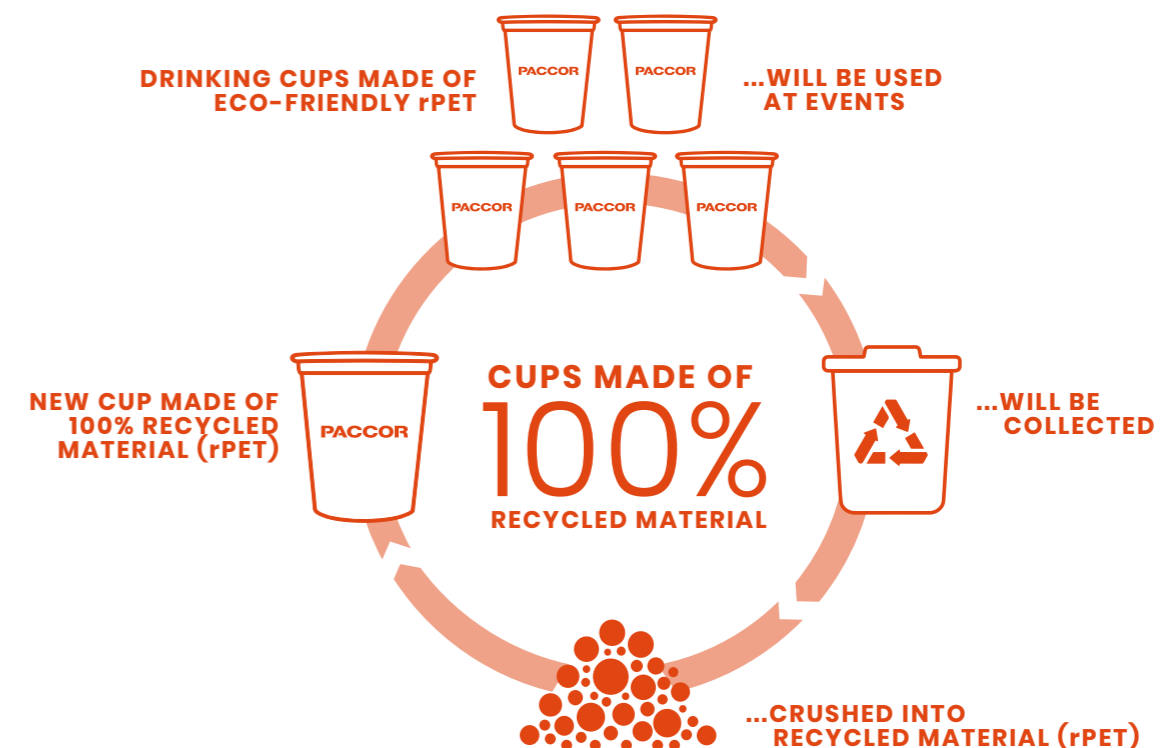 DRINKING CUPS MADE OF
ECO-FRIENDLY rPET
PACCOR
PACCOR
...WILL BE USED
AT EVENTS
PACCOR
PACCOR
PACCOR
NEW CUP MADE OF
100% RECYCLED
MATERIAL (rPET)
PACCOR
CUPS MADE OF
100%
RECYCLED MATERIAL
...WILL BE
COLLECTED
...CRUSHED INTO
RECYCLED MATERIAL (rPET)